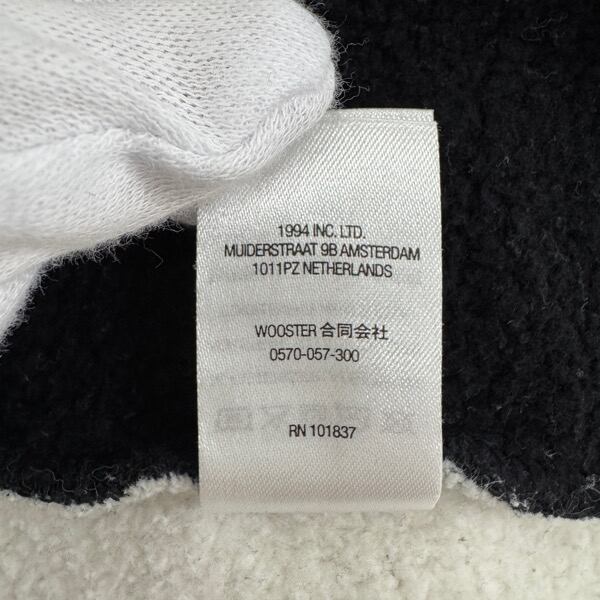 1994 INC. LTD.
MUIDERSTRAAT 9B AMSTERDAM
1011PZ NETHERLANDS
WOOSTER 合同会社
0570-057-300
RN 101837